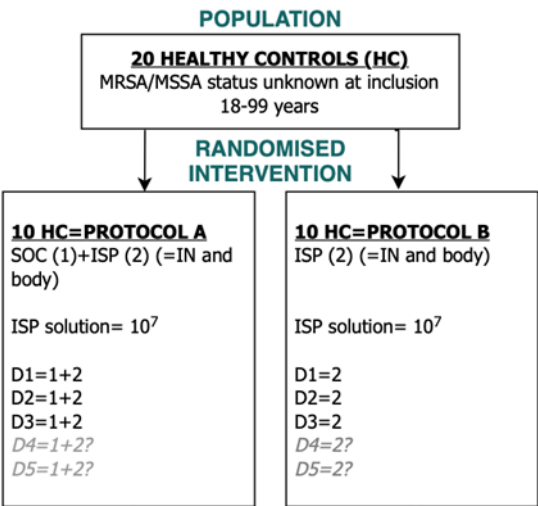 POPULATION
20 HEALTHY CONTROLS (HC)
MRSA/MSSA status unknown at inclusion
18-99 years
RANDOMISED
INTERVENTION
10 HC=PROTOCOL A
SOC (1)+ISP (2) (=IN and
body)
ISP solution= 10⁷
D1=1+2
D2=1+2
D3=1+2
D4=1+2?
D5=1+2?
10 HC=PROTOCOL B
ISP (2) (=IN and body)
ISP solution= 10⁷
D1=2
D2=2
D3=2
D4=2?
D5=2?